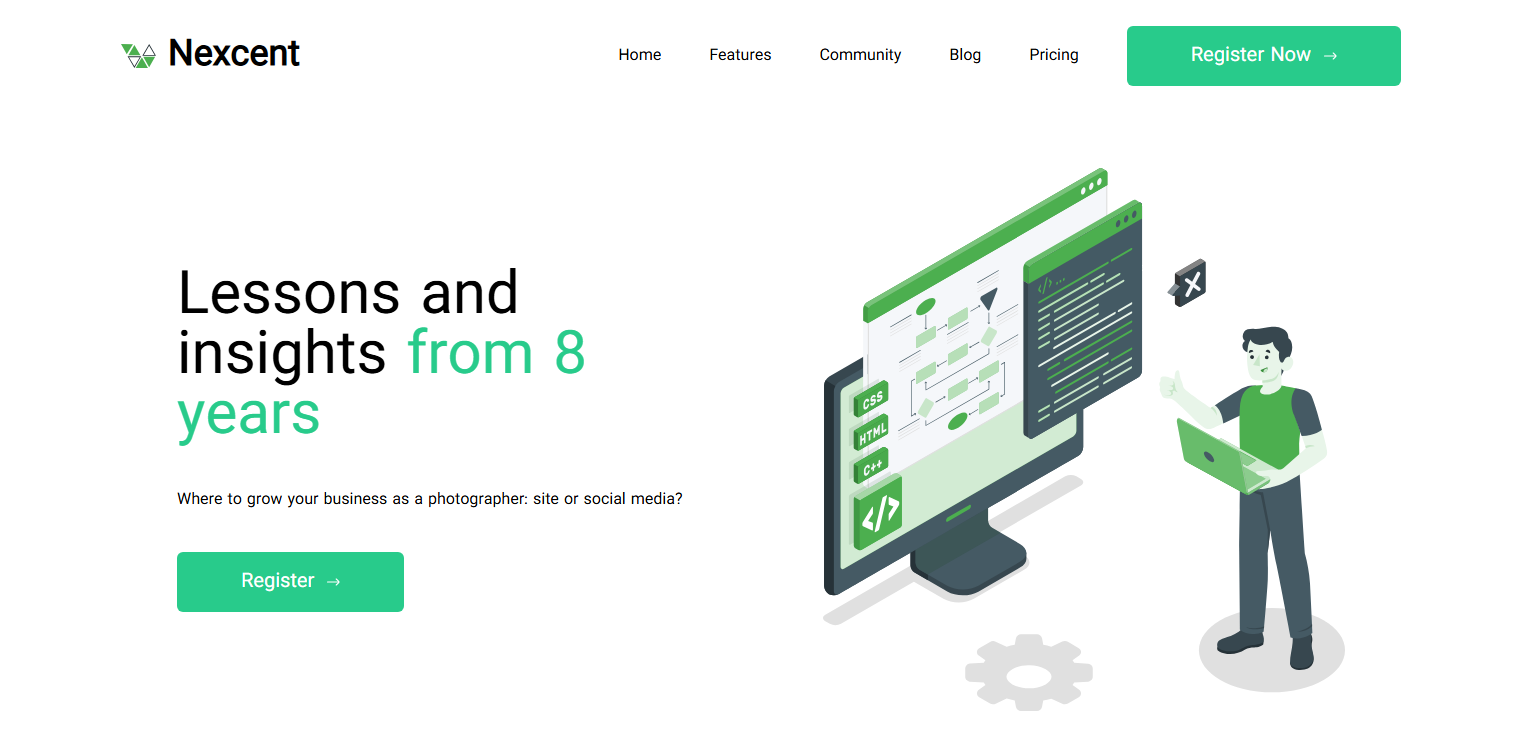 Nexcent
Home Features Community Blog Pricing Register Now →
Lessons and
insights from 8
years
Where to grow your business as a photographer: site or social media?
Register →
CSS
HTML
C++
</>
</> ...